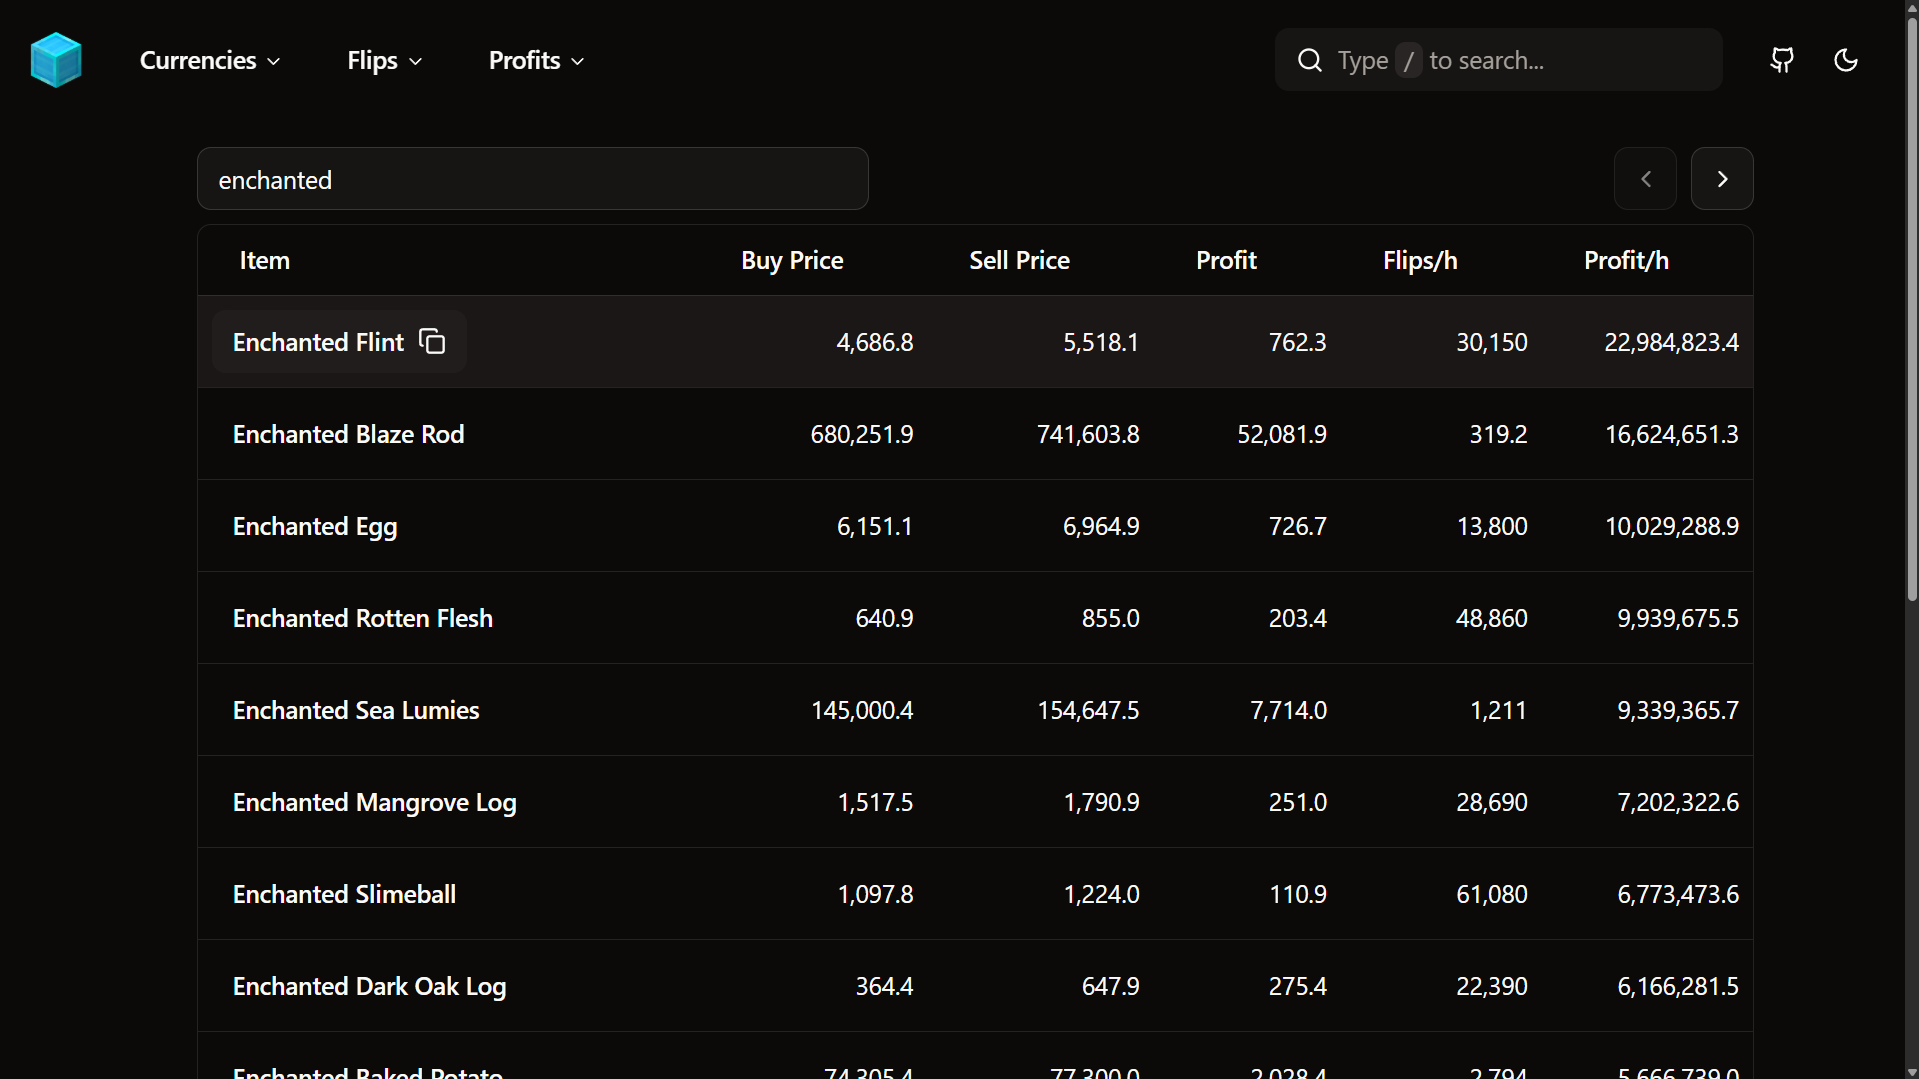 Currencies Flips Profits Type / to search...
enchanted
Item Buy Price Sell Price Profit Flips/h Profit/h
Enchanted Flint 4,686.8 5,518.1 762.3 30,150 22,984,823.4
Enchanted Blaze Rod 680,251.9 741,603.8 52,081.9 319.2 16,624,651.3
Enchanted Egg 6,151.1 6,964.9 726.7 13,800 10,029,288.9
Enchanted Rotten Flesh 640.9 855.0 203.4 48,860 9,939,675.5
Enchanted Sea Lumies 145,000.4 154,647.5 7,714.0 1,211 9,339,365.7
Enchanted Mangrove Log 1,517.5 1,790.9 251.0 28,690 7,202,322.6
Enchanted Slimeball 1,097.8 1,224.0 110.9 61,080 6,773,473.6
Enchanted Dark Oak Log 364.4 647.9 275.4 22,390 6,166,281.5
Enchanted Baked Potato 74,305.4 77,300.0 2,028.4 2,794 5,666,739.0